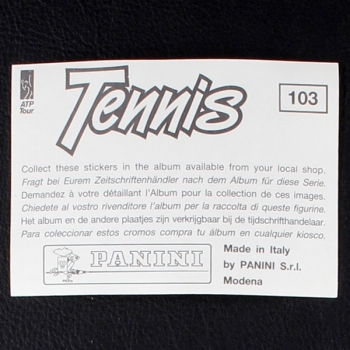 ATP
Tour
Tennis
103
Collect these stickers in the album available from your local shop.
Fragt bei Eurem Zeitschriftenhändler nach dem Album für diese Serie.
Demandez à votre détaillant l'Album pour la collection de ces images.
Chiedete al vostro rivenditore l'album per la raccolta di queste figurine.
Het album en de andere plaatjes zijn verkrijgbaar bij de tijdschrifthandelaar.
Para coleccionar estos cromos compra tu álbum en cualquier kiosco.
PANINI
Made in Italy
by PANINI S.r.l.
Modena